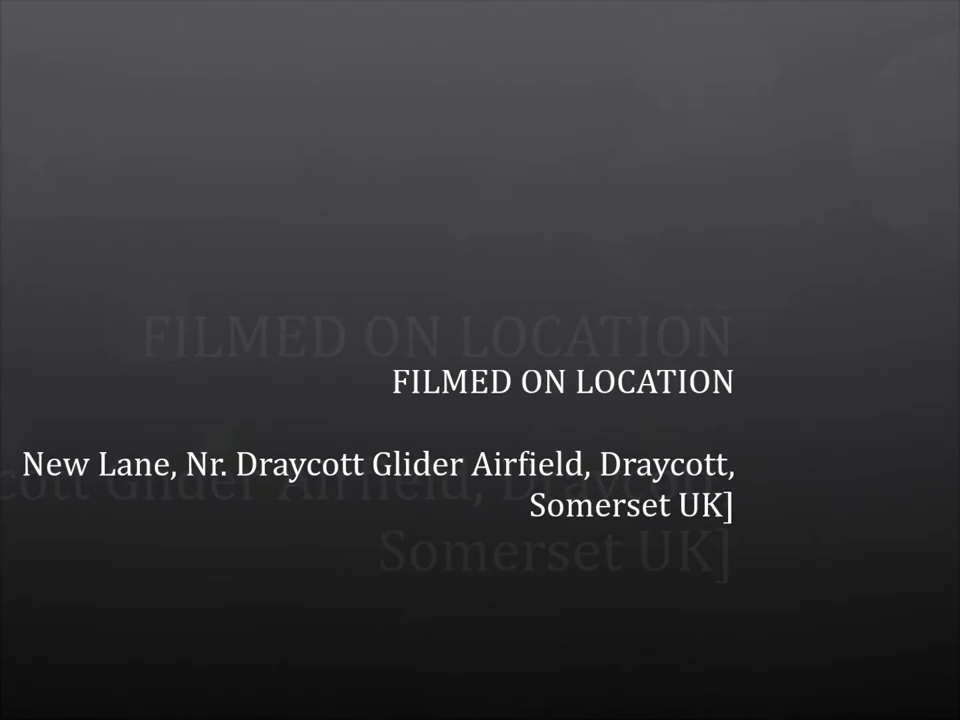 FILMED ON LOCATION
New Lane, Nr. Draycott Glider Airfield, Draycott,
Somerset UK]